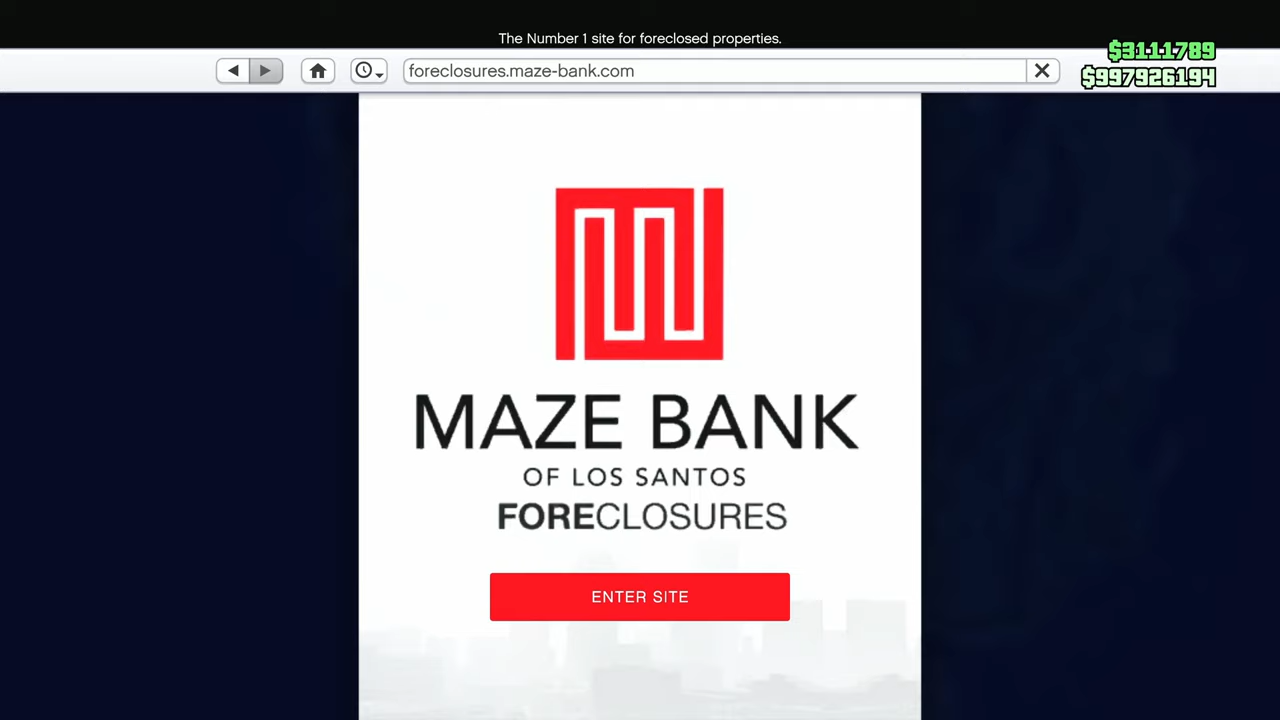 The Number 1 site for foreclosed properties.
foreclosures.maze-bank.com
$3111789
$997926194
MAZE BANK
OF LOS SANTOS
FORECLOSURES
ENTER SITE